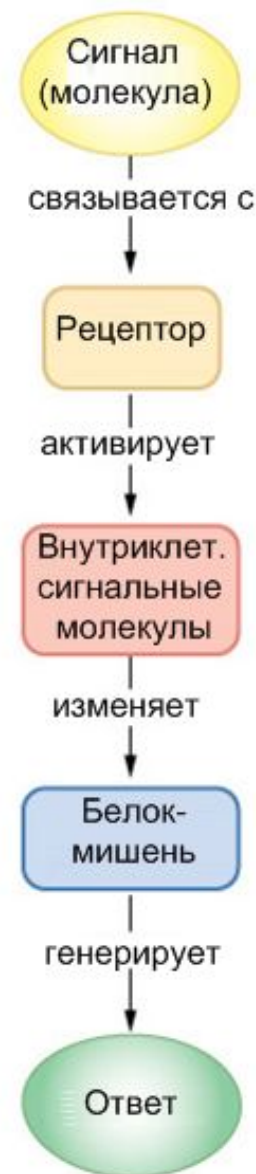 Сигнал
(молекула)
связывается с
Рецептор
активирует
Внутриклет.
сигнальные
молекулы
изменяет
Белок-
мишень
генерирует
Ответ